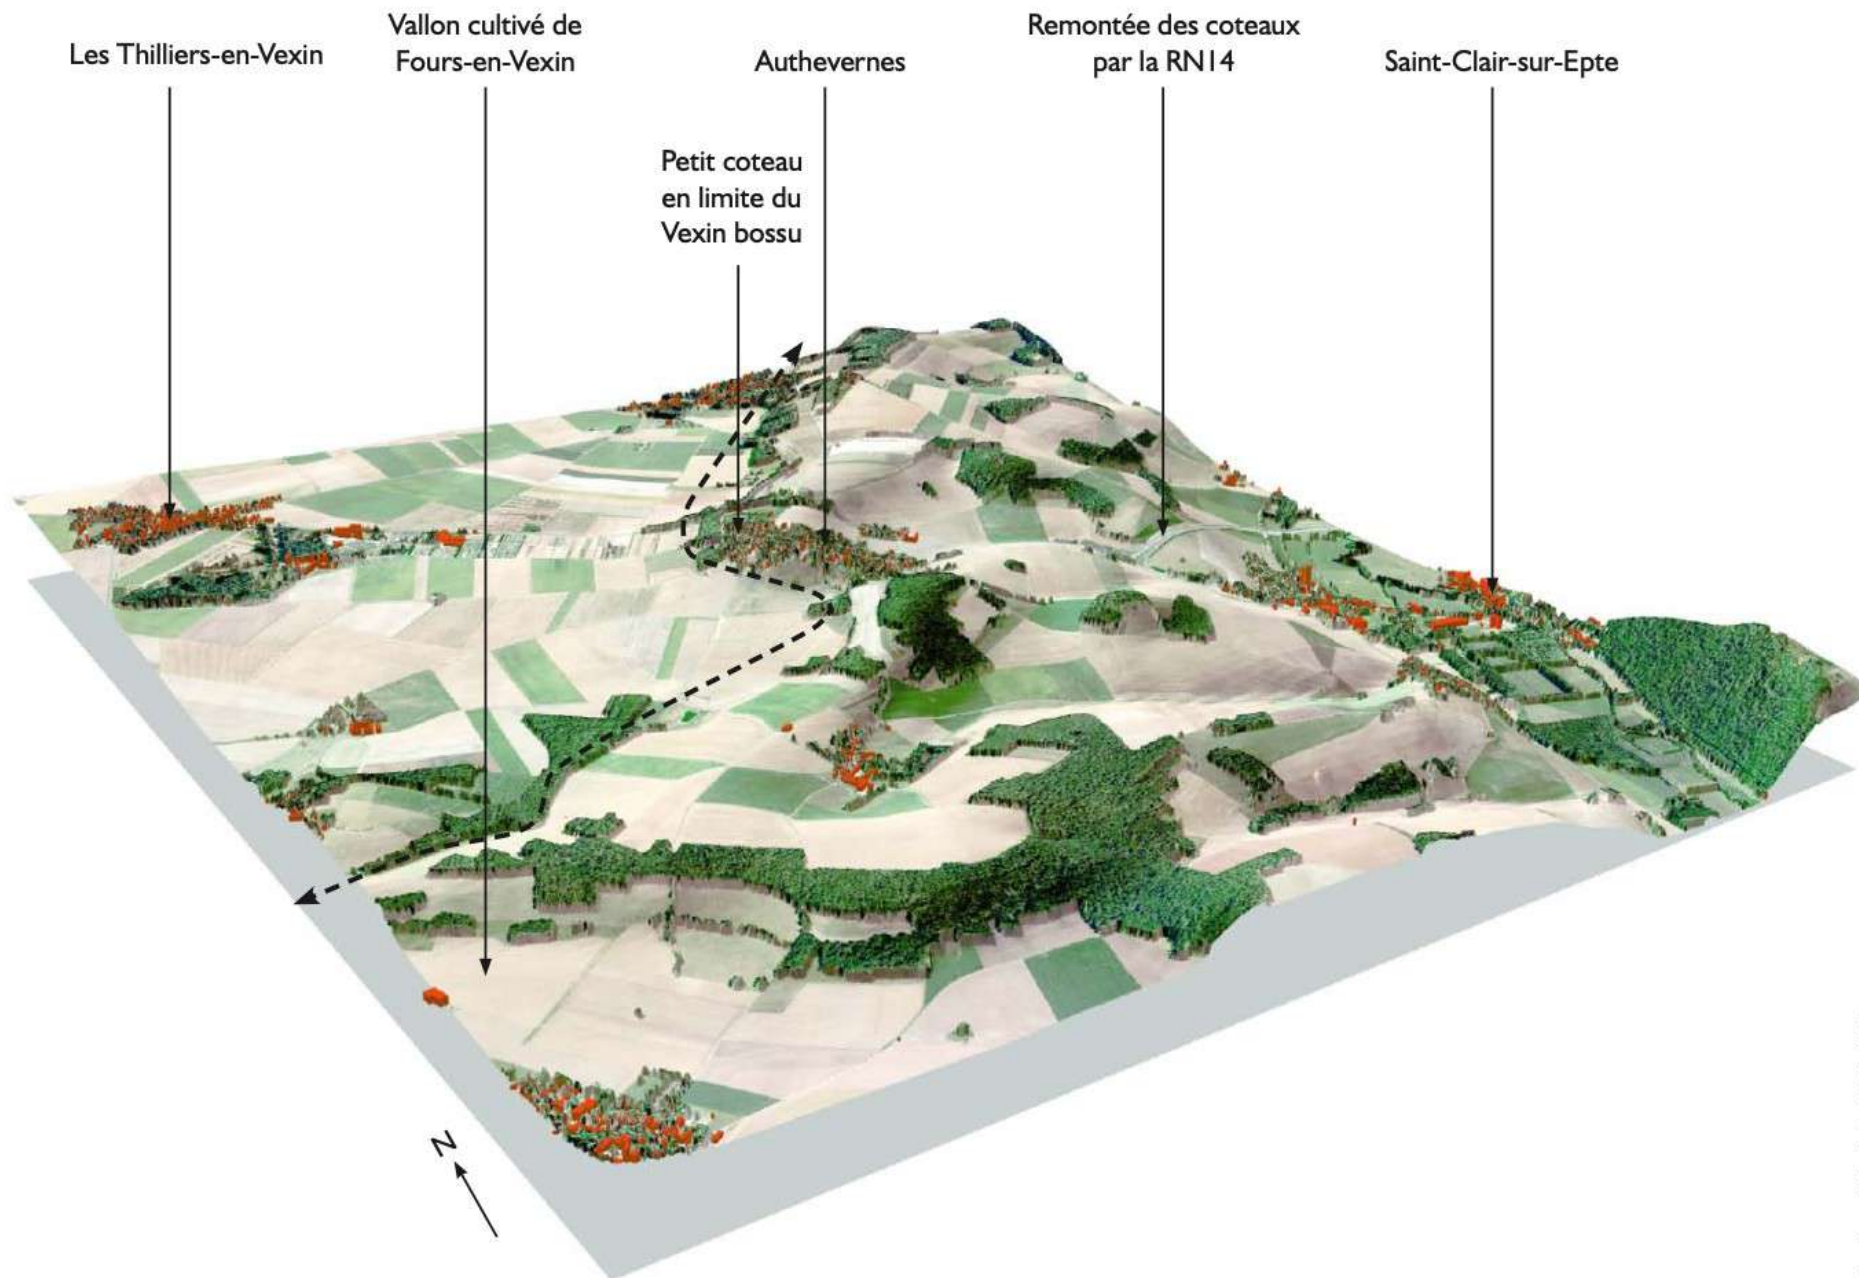 Les Thilliers-en-Vexin
Vallon cultivé de
Fours-en-Vexin
Authevernes
Remontée des coteaux
par la RN14
Saint-Clair-sur-Epte
Petit coteau
en limite du
Vexin bossu
N